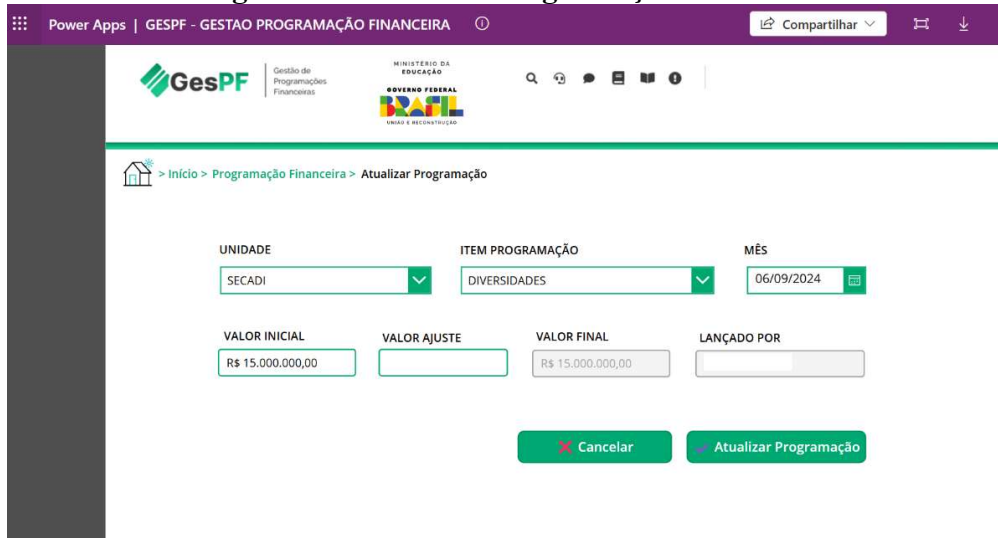 Power Apps | GESPF - GESTAO PROGRAMAÇÃO FINANCEIRA
Compartilhar
GesPF
Gestão de
Programações
Financeiras
MINISTÉRIO DA
EDUCAÇÃO
GOVERNO FEDERAL
BRASIL
UNIÃO E RECONSTRUÇÃO
> Início > Programação Financeira > Atualizar Programação
UNIDADE ITEM PROGRAMAÇÃO MÊS
SECADI DIVERSIDADES 06/09/2024
VALOR INICIAL VALOR AJUSTE VALOR FINAL LANÇADO POR
R$ 15.000.000,00 R$ 15.000.000,00
Cancelar Atualizar Programação